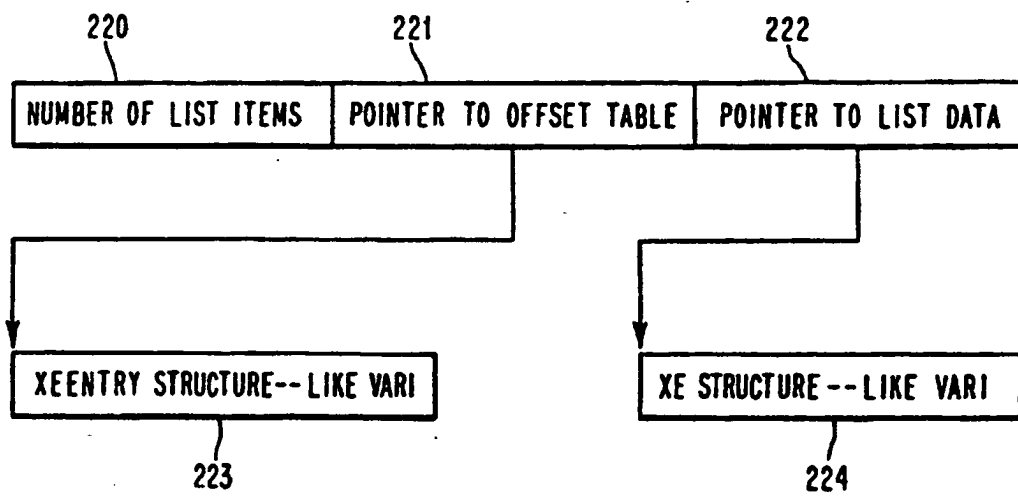 220 221 222
NUMBER OF LIST ITEMS POINTER TO OFFSET TABLE POINTER TO LIST DATA
XEENTRY STRUCTURE--LIKE VARI XE STRUCTURE--LIKE VARI
223 224